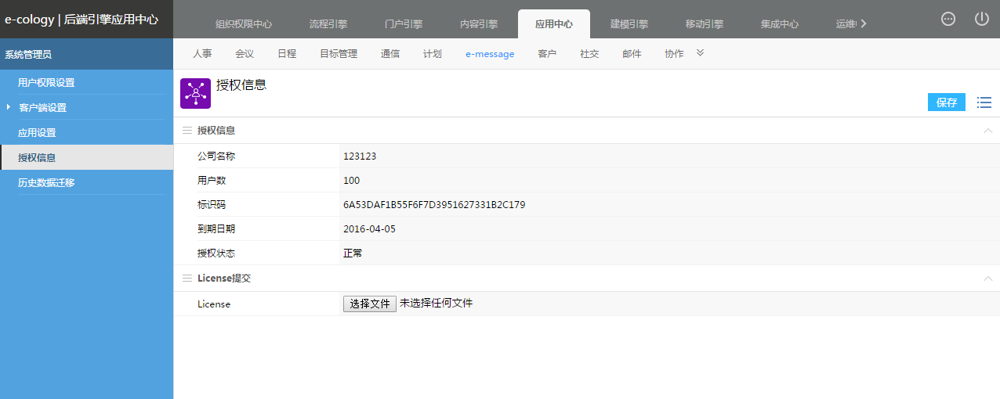 e-cology | 后端引擎应用中心
组织权限中心 流程引擎 门户引擎 内容引擎 应用中心 建模引擎 移动引擎 集成中心 运维
系统管理员
人事 会议 日程 目标管理 通信 计划 e-message 客户 社交 邮件 协作
用户权限设置
客户端设置
应用设置
授权信息
历史数据迁移
授权信息
保存
授权信息
公司名称 123123
用户数 100
标识码 6A53DAF1B55F6F7D3951627331B2C179
到期日期 2016-04-05
授权状态 正常
License提交
License 选择文件 未选择任何文件